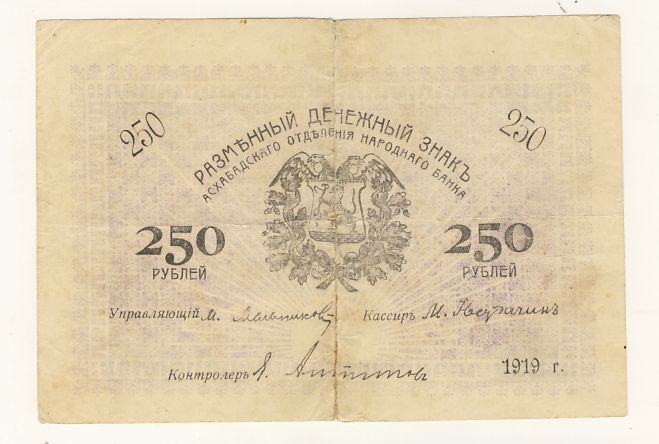 250
250
РАЗМѢННЫЙ ДЕНЕЖНЫЙ ЗНАКЪ
АСХАБАДСКАГО ОТДѢЛЕНІЯ НАРОДНАГО БАНКА
250 250
РУБЛЕЙ РУБЛЕЙ
Управляющій М. Кассиръ М.
Контролеръ Я.
1919 г.